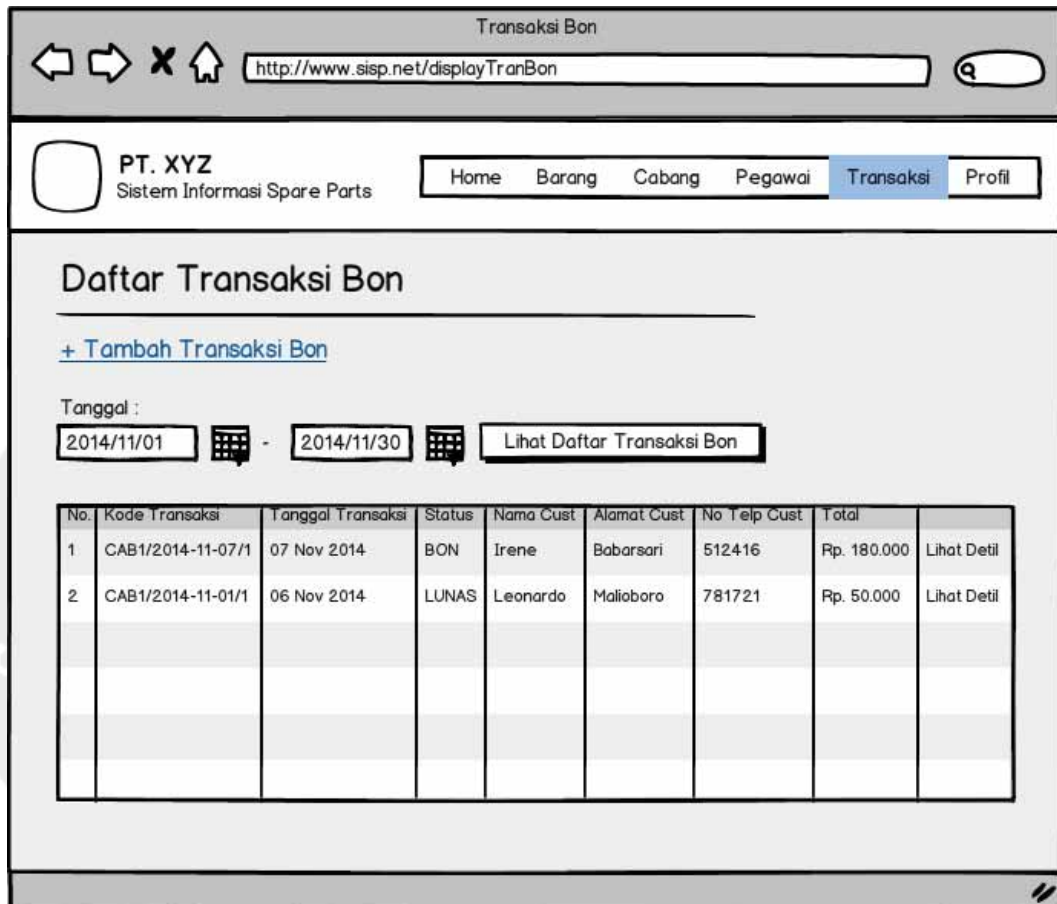 Transaksi Bon
http://www.sisp.net/displayTranBon
PT. XYZ
Sistem Informasi Spare Parts
Home Barang Cabang Pegawai Transaksi Profil
Daftar Transaksi Bon
+ Tambah Transaksi Bon
Tanggal :
2014/11/01 - 2014/11/30 Lihat Daftar Transaksi Bon
No. Kode Transaksi Tanggal Transaksi Status Nama Cust Alamat Cust No Telp Cust Total
1 CAB1/2014-11-07/1 07 Nov 2014 BON Irene Babarsari 512416 Rp. 180.000 Lihat Detil
2 CAB1/2014-11-01/1 06 Nov 2014 LUNAS Leonardo Malioboro 781721 Rp. 50.000 Lihat Detil